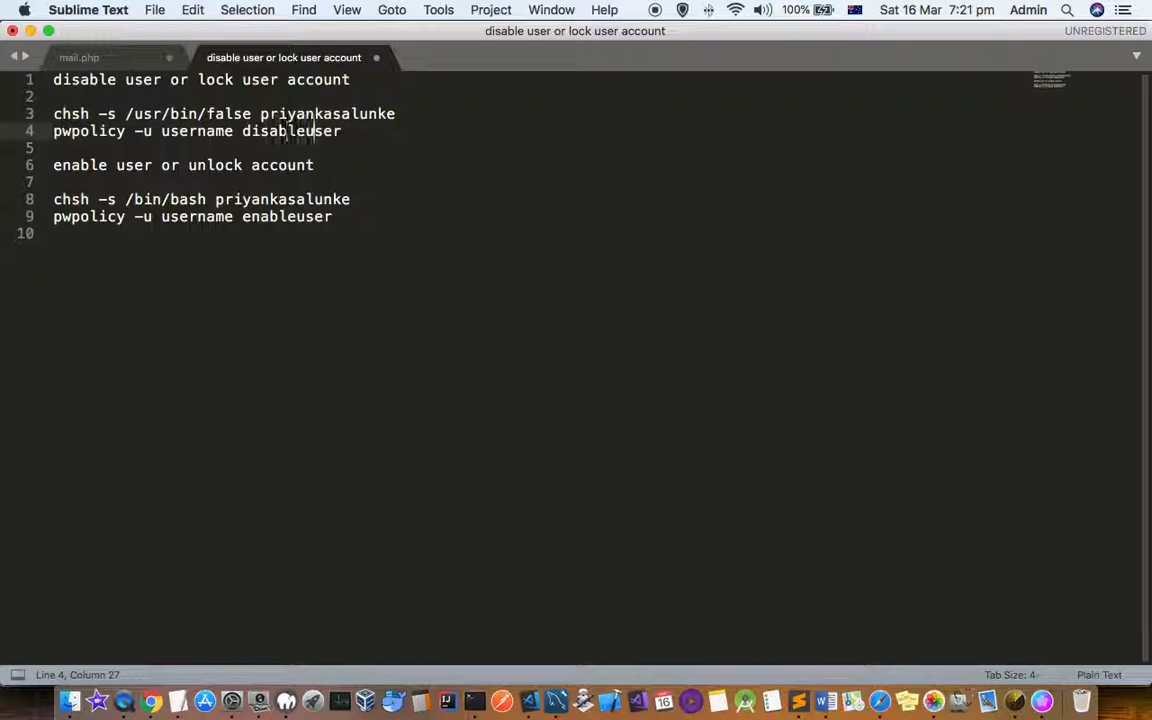 Sublime Text File Edit Selection Find View Goto Tools Project Window Help 100% Sat 16 Mar 7:21 pm Admin
disable user or lock user account UNREGISTERED
mail.php disable user or lock user account
1 disable user or lock user account
2
3 chsh -s /usr/bin/false priyankasalunke
4 pwpolicy -u username disableuser
5
6 enable user or unlock account
7
8 chsh -s /bin/bash priyankasalunke
9 pwpolicy -u username enableuser
10
Line 4, Column 27 Tab Size: 4 Plain Text
16